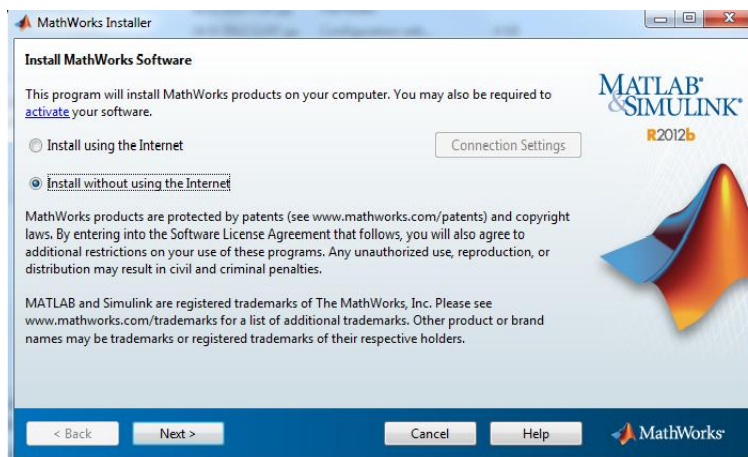 MathWorks Installer
Install MathWorks Software
This program will install MathWorks products on your computer. You may also be required to
activate your software.
Install using the Internet
Connection Settings
Install without using the Internet
MathWorks products are protected by patents (see www.mathworks.com/patents) and copyright
laws. By entering into the Software License Agreement that follows, you will also agree to
additional restrictions on your use of these programs. Any unauthorized use, reproduction, or
distribution may result in civil and criminal penalties.
MATLAB and Simulink are registered trademarks of The MathWorks, Inc. Please see
www.mathworks.com/trademarks for a list of additional trademarks. Other product or brand
names may be trademarks or registered trademarks of their respective holders.
MATLAB®
&SIMULINK®
R2012b
< Back
Next >
Cancel
Help
MathWorks®